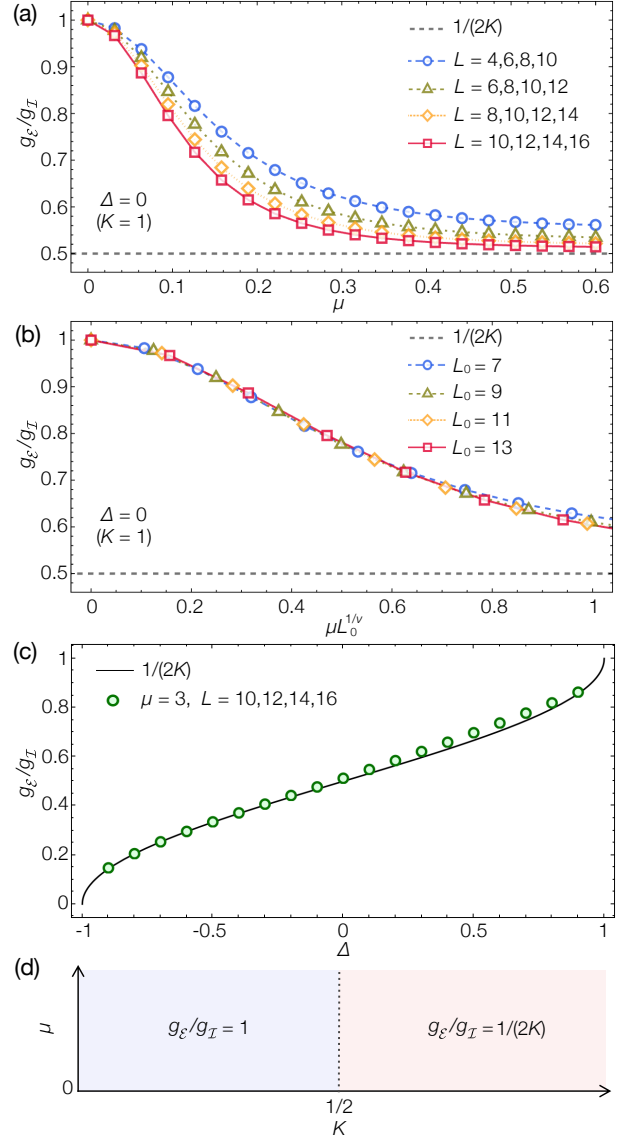 (a)
1
0.9
0.8
0.7
0.6
0.5
g_ℰ/g_ℐ
1/(2K)
L = 4,6,8,10
L = 6,8,10,12
L = 8,10,12,14
L = 10,12,14,16
Δ = 0
(K = 1)
0 0.1 0.2 0.3 0.4 0.5 0.6
μ
(b)
1
0.9
0.8
0.7
0.6
0.5
g_ℰ/g_ℐ
1/(2K)
L₀ = 7
L₀ = 9
L₀ = 11
L₀ = 13
Δ = 0
(K = 1)
0 0.2 0.4 0.6 0.8 1
μL₀^{1/ν}
(c)
1
0.8
0.6
0.4
0.2
0
g_ℰ/g_ℐ
1/(2K)
μ = 3, L = 10,12,14,16
-1 -0.5 0 0.5 1
Δ
(d)
μ
0
g_ℰ/g_ℐ = 1
g_ℰ/g_ℐ = 1/(2K)
1/2
K